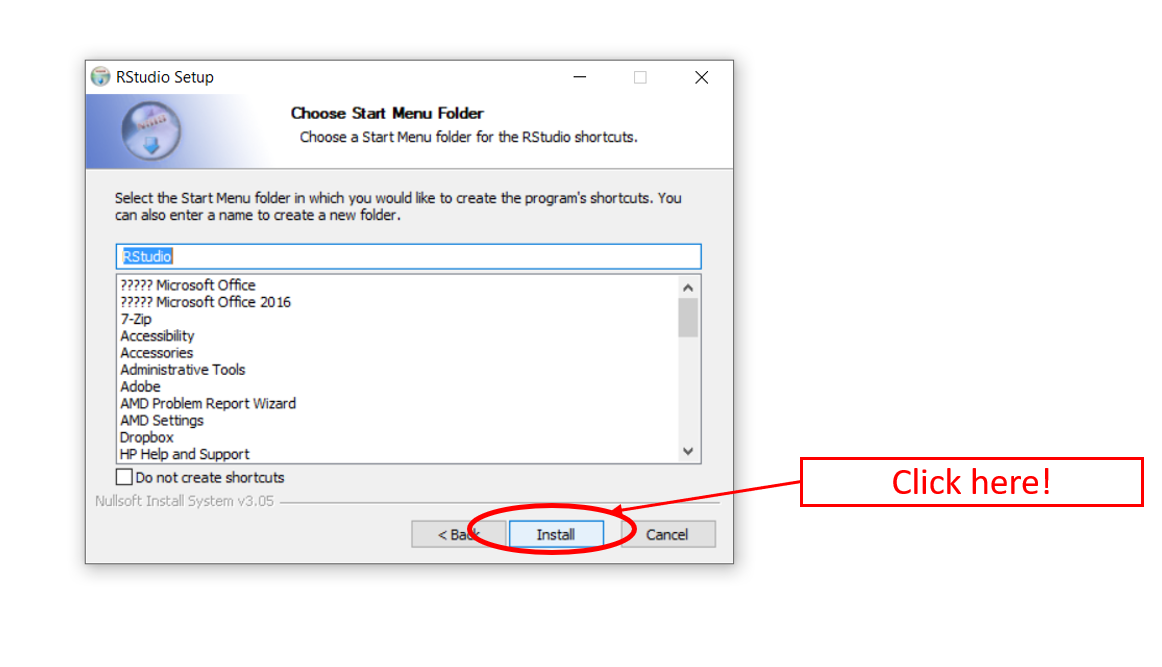 RStudio Setup
Choose Start Menu Folder
Choose a Start Menu folder for the RStudio shortcuts.
Select the Start Menu folder in which you would like to create the program's shortcuts. You
can also enter a name to create a new folder.
RStudio
????? Microsoft Office
????? Microsoft Office 2016
7-Zip
Accessibility
Accessories
Administrative Tools
Adobe
AMD Problem Report Wizard
AMD Settings
Dropbox
HP Help and Support
Do not create shortcuts
Nullsoft Install System v3.05
Click here!
< Back Install Cancel